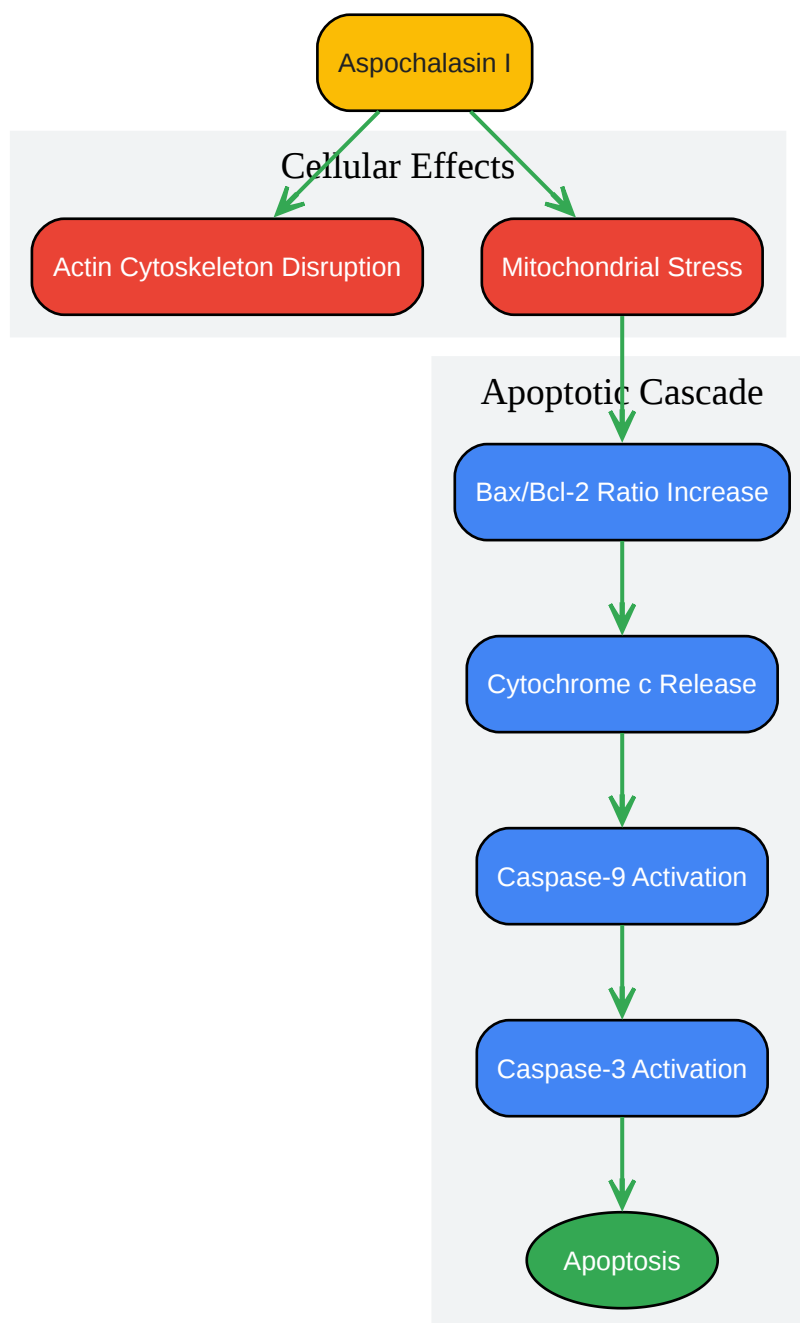 Aspochalasin I
Cellular Effects
Actin Cytoskeleton Disruption
Mitochondrial Stress
Apoptotic Cascade
Bax/Bcl-2 Ratio Increase
Cytochrome c Release
Caspase-9 Activation
Caspase-3 Activation
Apoptosis